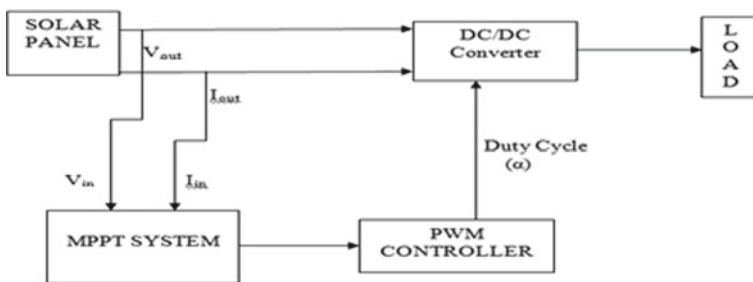 SOLAR
PANEL
DC/DC
Converter
L
O
A
D
Vout
Iout
Duty Cycle
(α)
Vin
Iin
MPPT SYSTEM
PWM
CONTROLLER